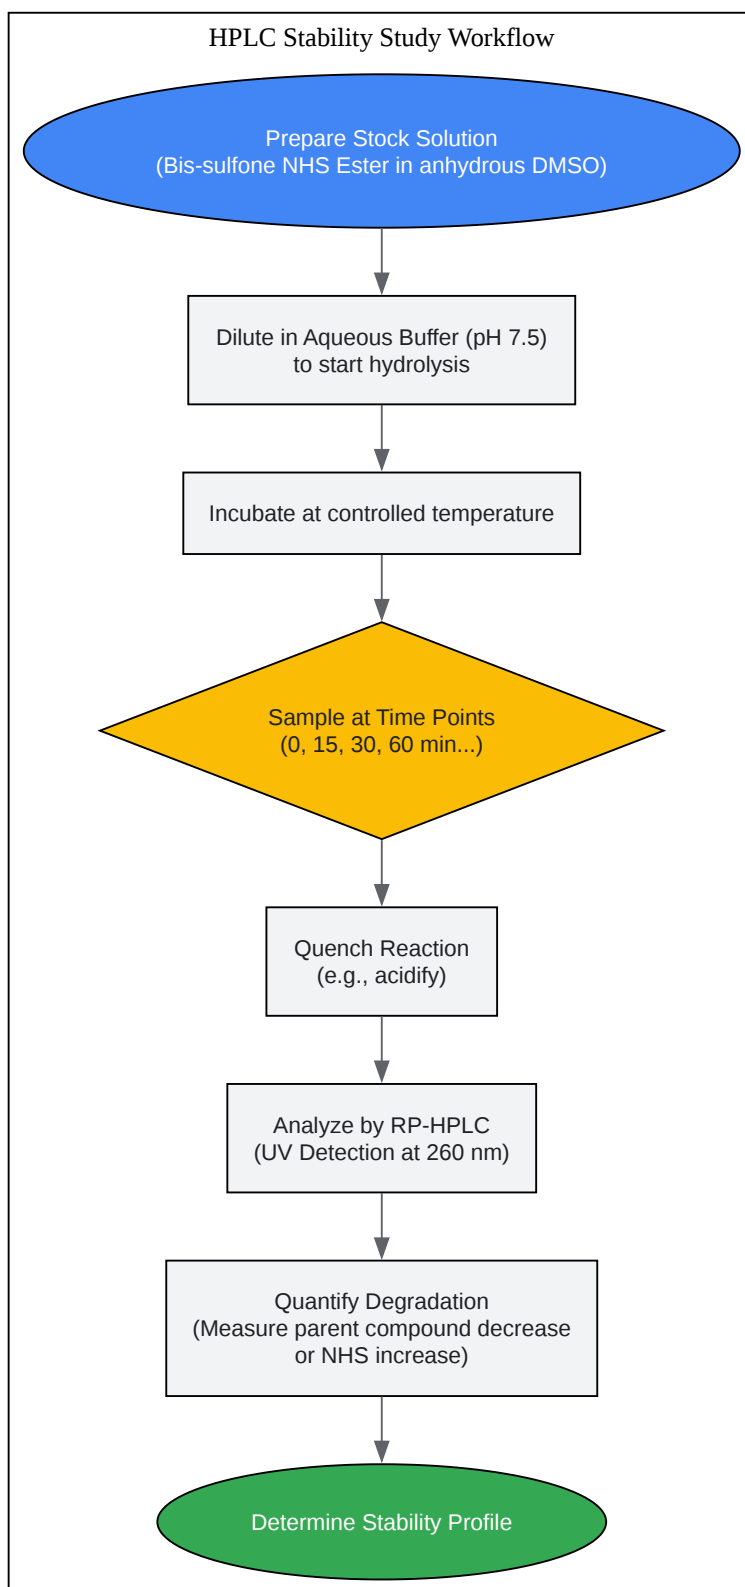 HPLC Stability Study Workflow
Prepare Stock Solution
(Bis-sulfone NHS Ester in anhydrous DMSO)
Dilute in Aqueous Buffer (pH 7.5)
to start hydrolysis
Incubate at controlled temperature
Sample at Time Points
(0, 15, 30, 60 min...)
Quench Reaction
(e.g., acidify)
Analyze by RP-HPLC
(UV Detection at 260 nm)
Quantify Degradation
(Measure parent compound decrease
or NHS increase)
Determine Stability Profile